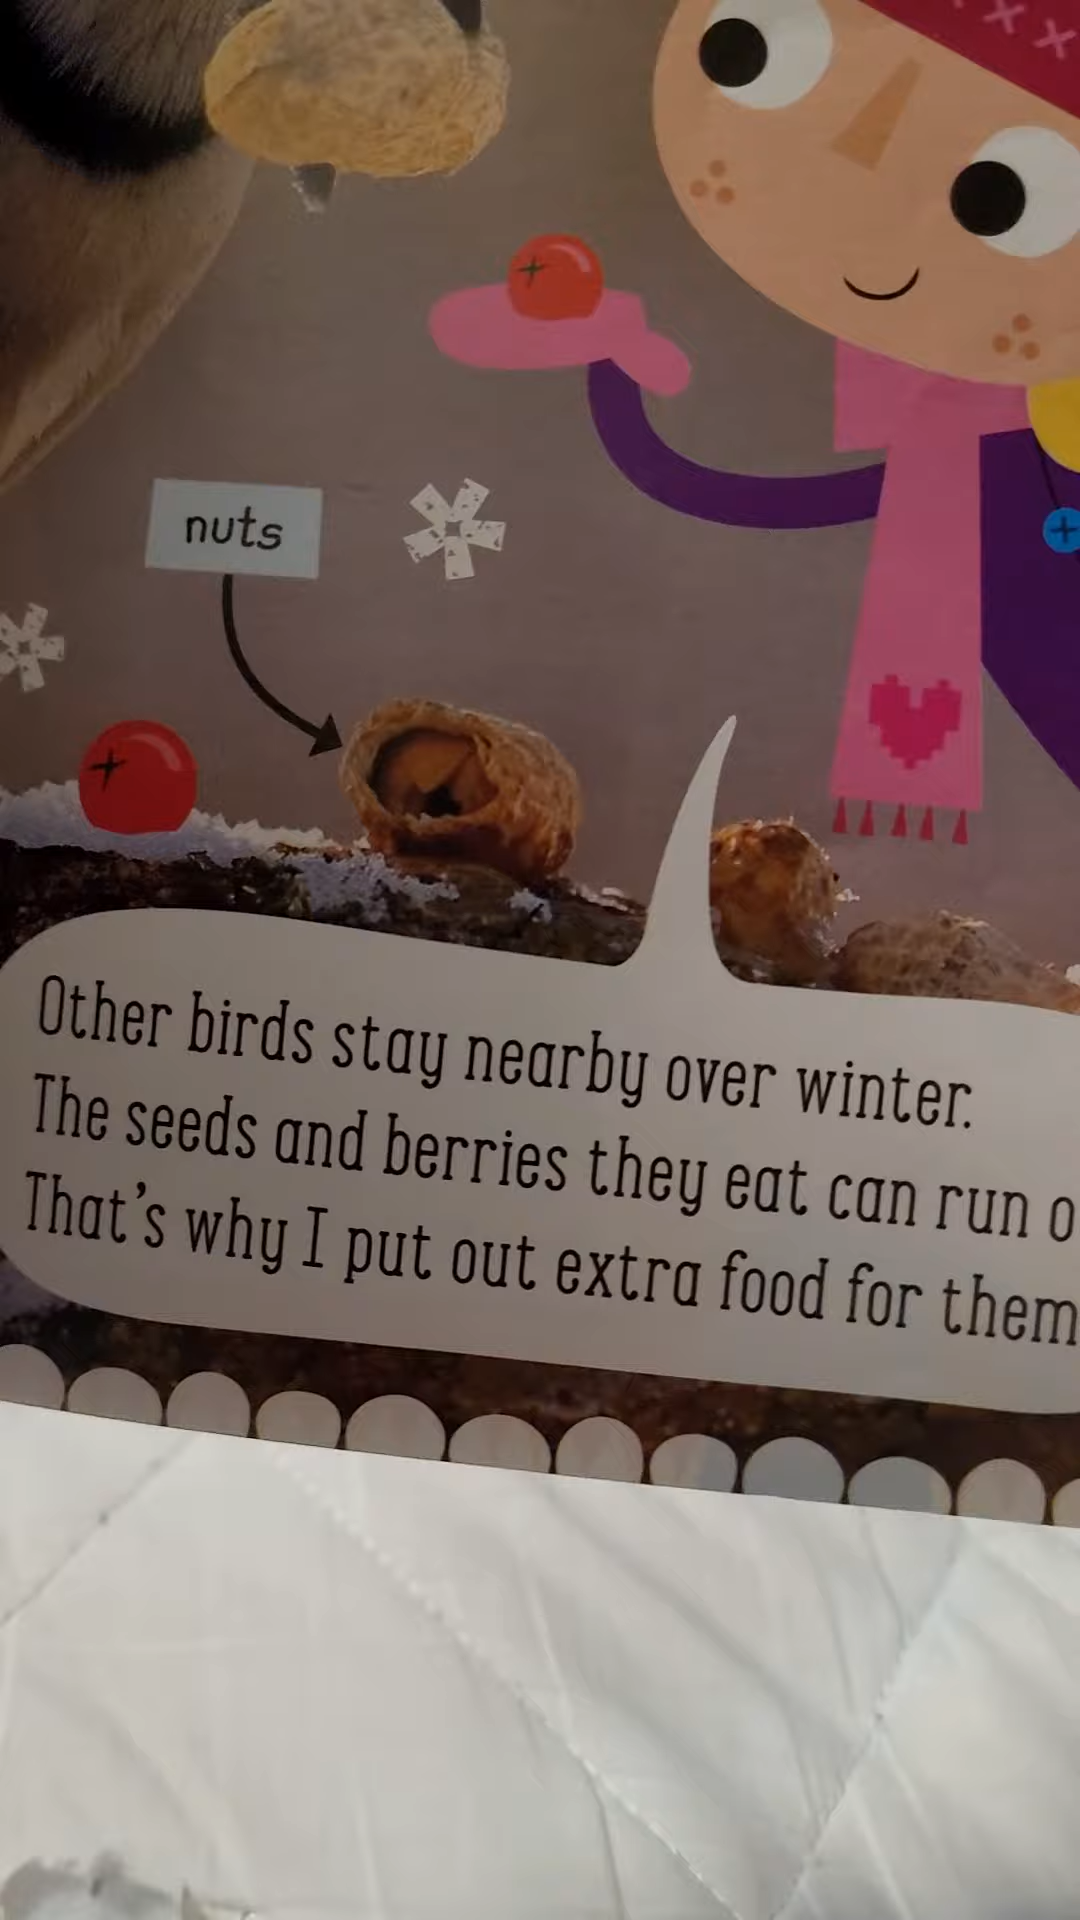 nuts
Other birds stay nearby over winter.
The seeds and berries they eat can run
That's why I put out extra food for them